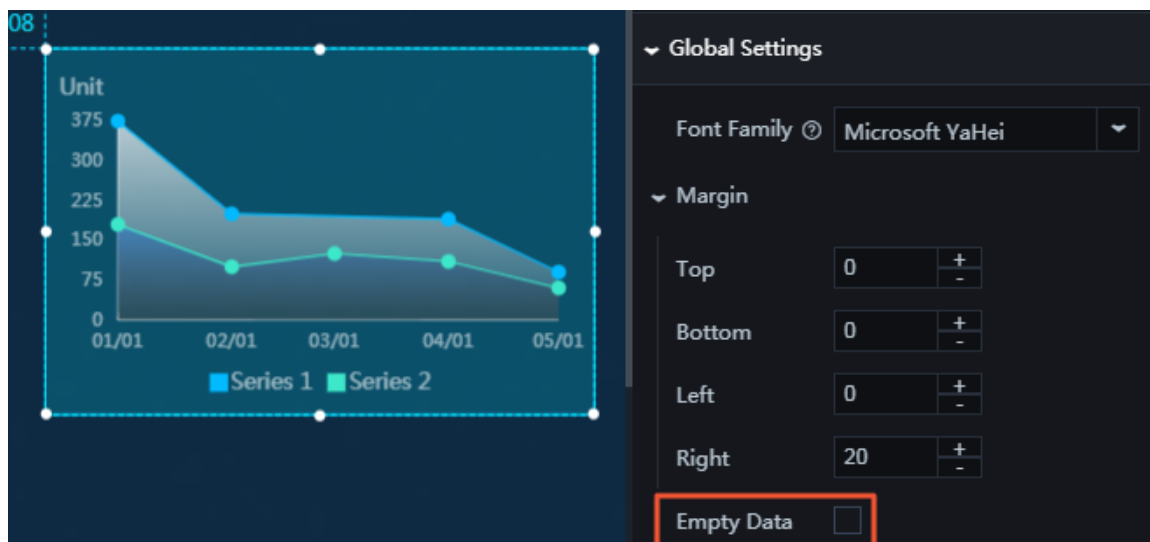 08
Unit
375
300
225
150
75
0
01/01 02/01 03/01 04/01 05/01
Series 1 Series 2
Global Settings
Font Family ? Microsoft YaHei
Margin
Top 0 + -
Bottom 0 + -
Left 0 + -
Right 20 + -
Empty Data